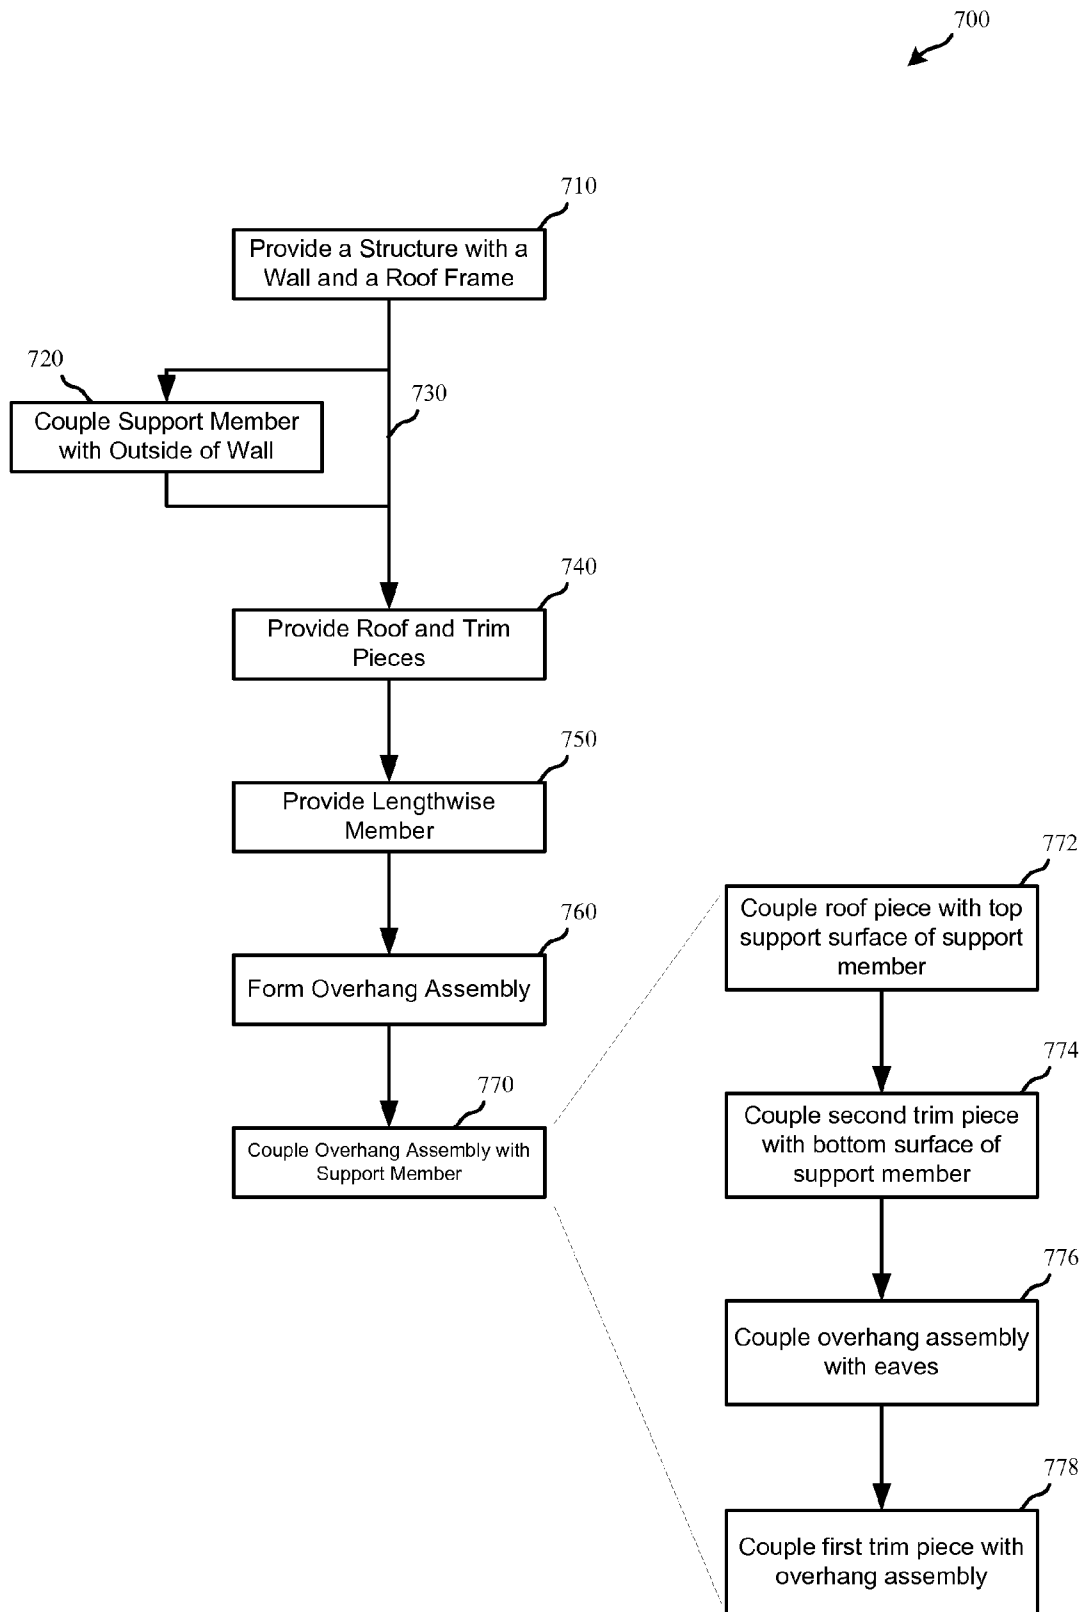 700
710
Provide a Structure with a
Wall and a Roof Frame
720
Couple Support Member
with Outside of Wall
730
740
Provide Roof and Trim
Pieces
750
Provide Lengthwise
Member
760
Form Overhang Assembly
770
Couple Overhang Assembly with
Support Member
772
Couple roof piece with top
support surface of support
member
774
Couple second trim piece
with bottom surface of
support member
776
Couple overhang assembly
with eaves
778
Couple first trim piece with
overhang assembly